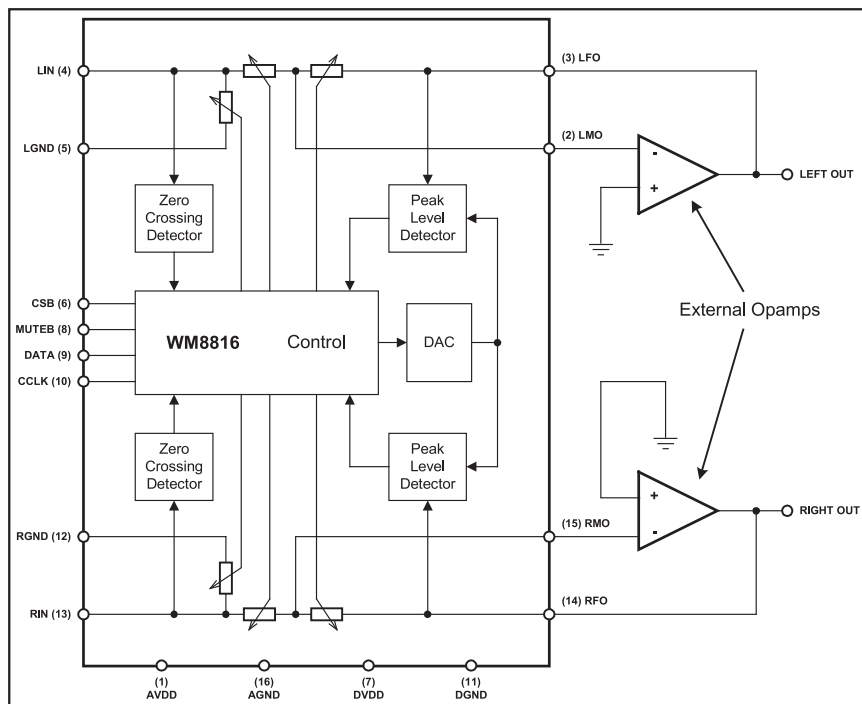 LIN (4)
(3) LFO
LGND (5)
(2) LMO
-
+
LEFT OUT
Zero
Crossing
Detector
Peak
Level
Detector
CSB (6)
MUTEB (8)
DATA (9)
CCLK (10)
WM8816
Control
DAC
External Opamps
Zero
Crossing
Detector
Peak
Level
Detector
+
-
RIGHT OUT
RGND (12)
(15) RMO
RIN (13)
(14) RFO
(1)
AVDD
(16)
AGND
(7)
DVDD
(11)
DGND